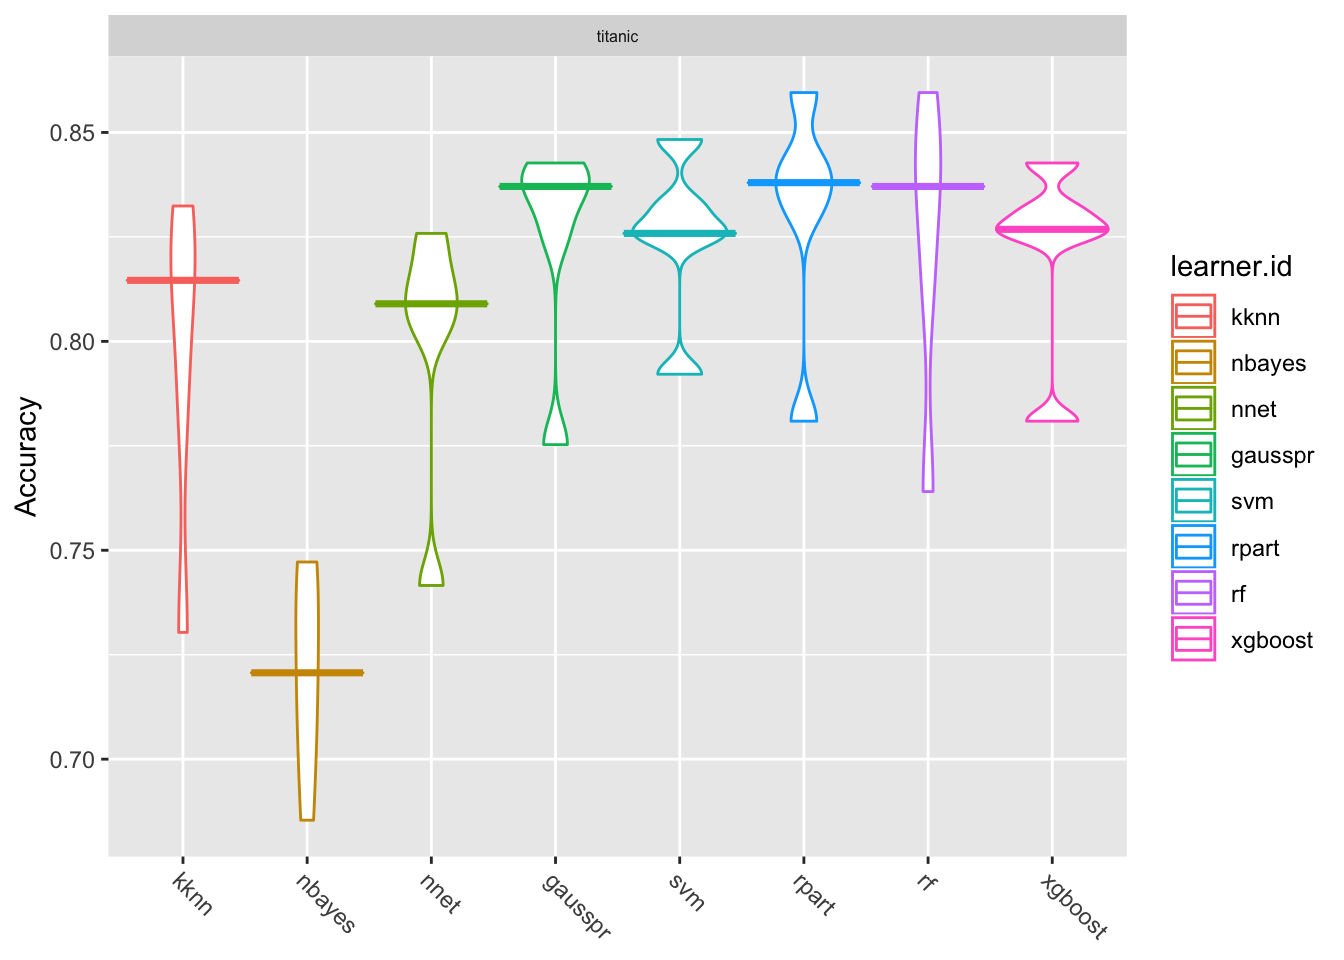 titanic
Accuracy
0.85
0.80
0.75
0.70
kknn
nbayes
nnet
gausspr
svm
rpart
rf
xgboost
learner.id
kknn
nbayes
nnet
gausspr
svm
rpart
rf
xgboost